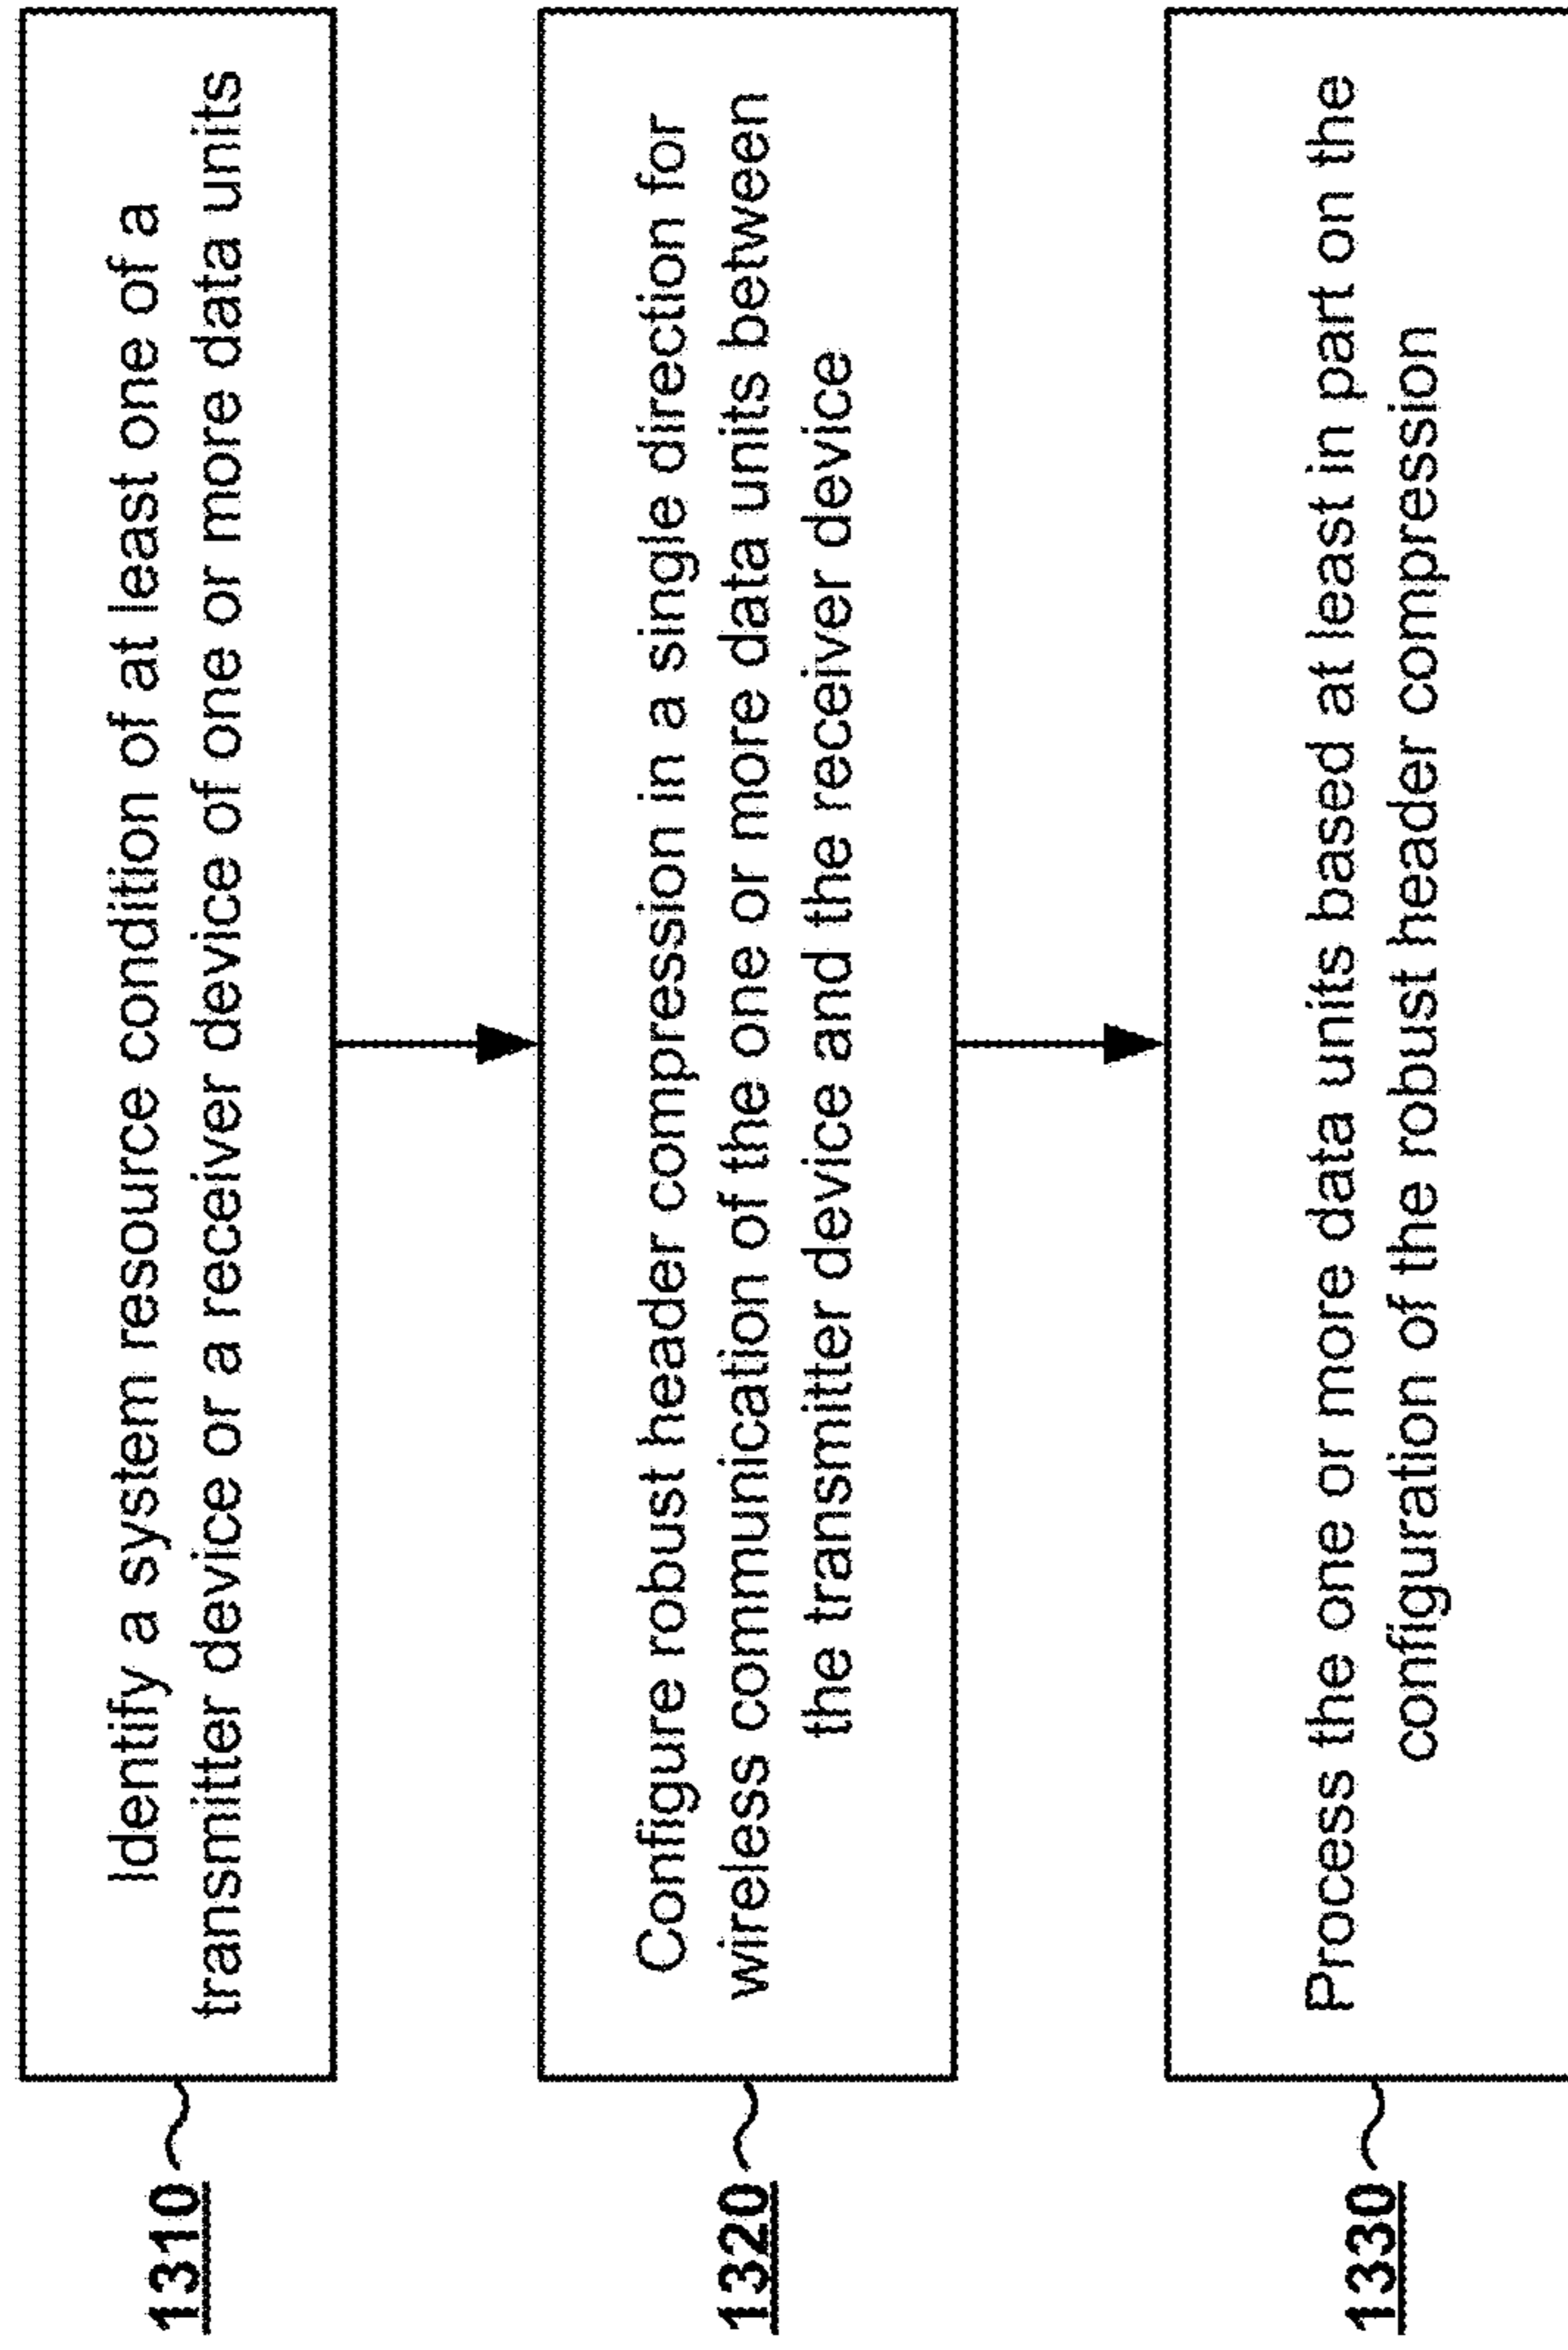 1310
Identify a system resource condition of at least one of a
transmitter device or a receiver device of one or more data units
1320
Configure robust header compression in a single direction for
wireless communication of the one or more data units between
the transmitter device and the receiver device
1330
Process the one or more data units based at least in part on the
configuration of the robust header compression